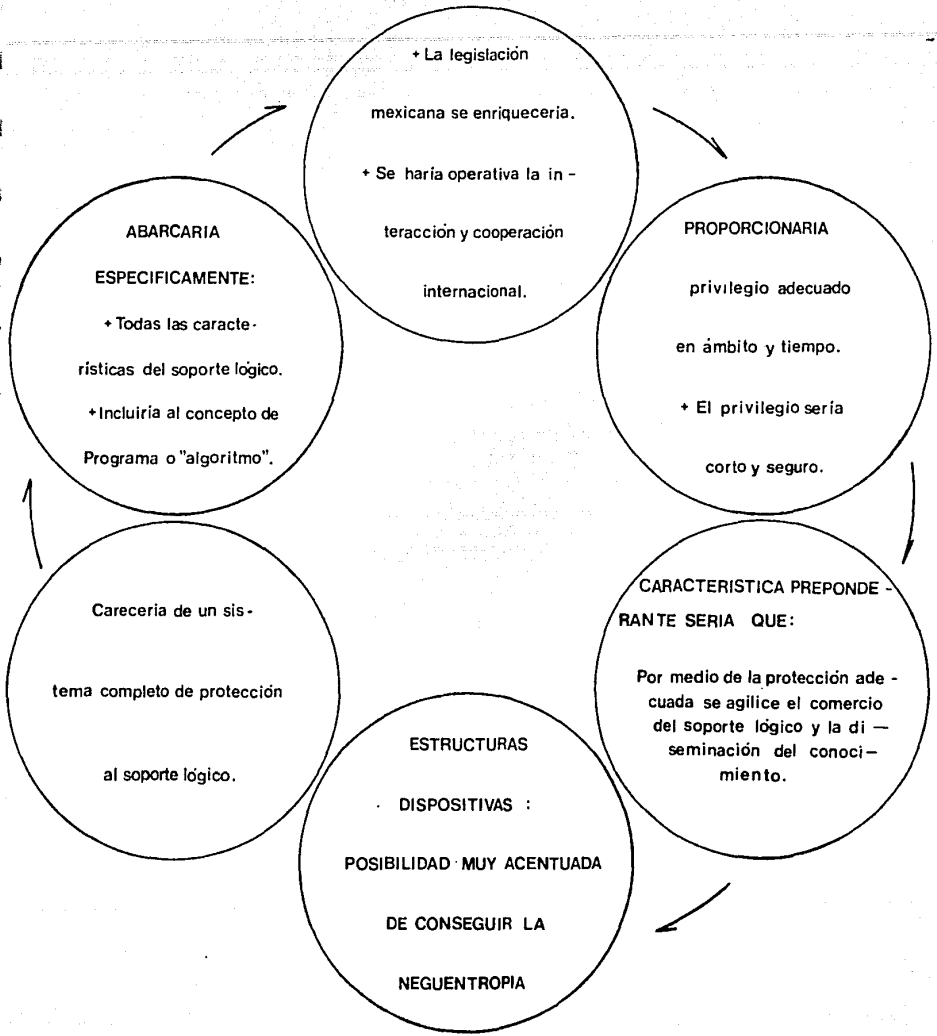 + La legislación
mexicana se enriqueceria.
+ Se haría operativa la in -
teracción y cooperación
internacional.
PROPORCIONARIA
privilegio adecuado
en ámbito y tiempo.
+ El privilegio sería
corto y seguro.
CARACTERISTICA PREPONDE -
RANTE SERIA QUE:
Por medio de la protección ade -
cuada se agilice el comercio
del soporte lógico y la di —
seminación del conoci—
miento.
ESTRUCTURAS
DISPOSITIVAS :
POSIBILIDAD MUY ACENTUADA
DE CONSEGUIR LA
NEGUENTROPIA
Careceria de un sis -
tema completo de protección
al soporte lógico.
ABARCARIA
ESPECIFICAMENTE:
+ Todas las caracte-
rísticas del soporte lógico.
+Incluiría al concepto de
Programa o "algoritmo".